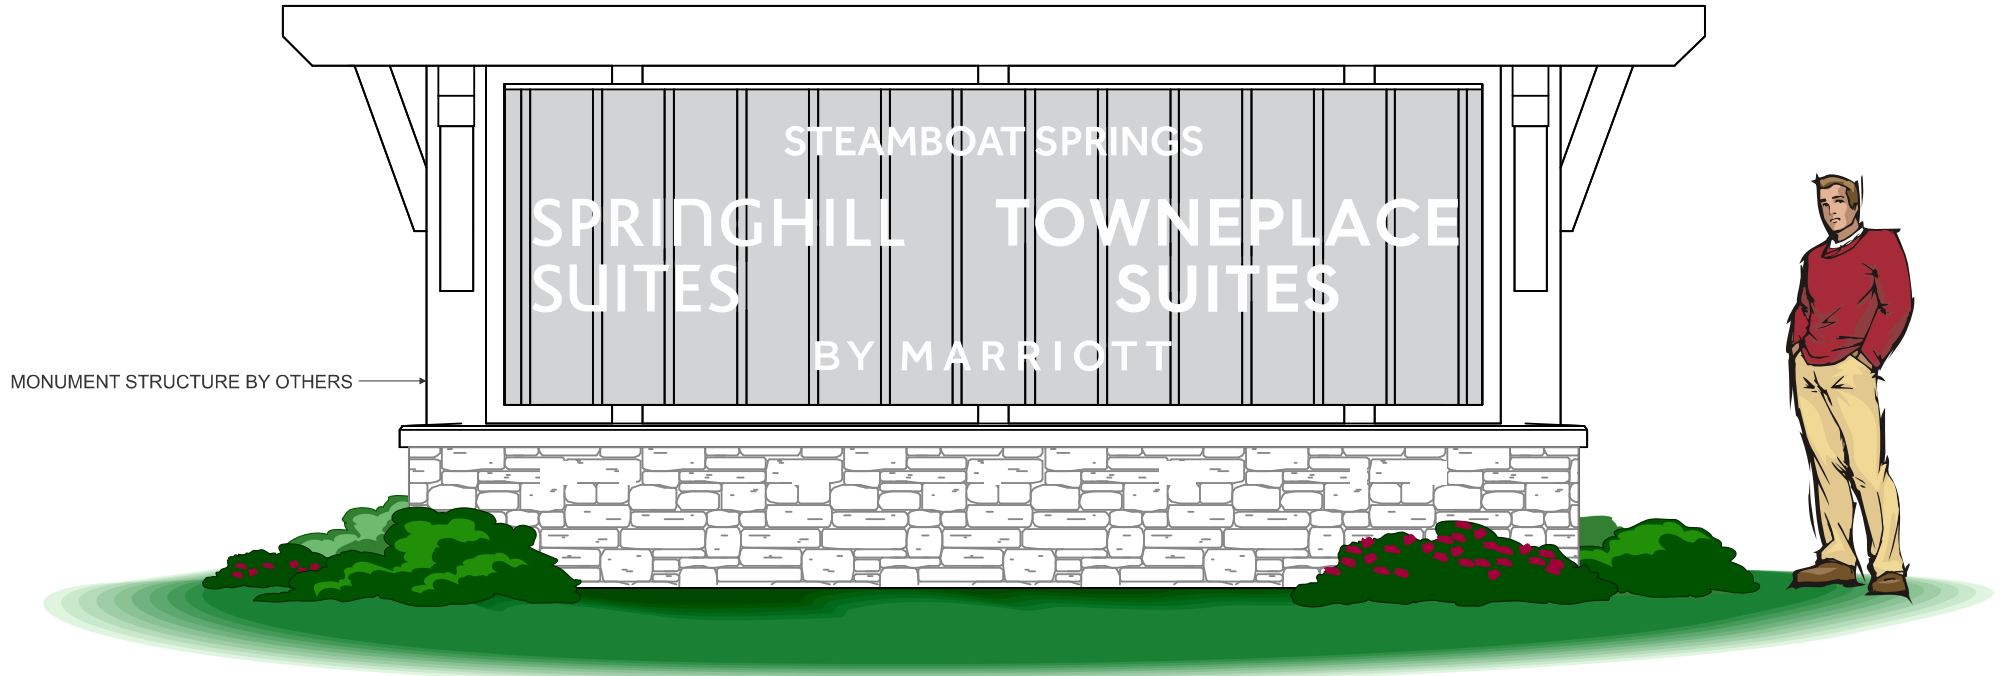 STEAMBOAT SPRINGS
SPRINGHILL
SUITES
TOWNEPLACE
SUITES
BY MARRIOTT
MONUMENT STRUCTURE BY OTHERS